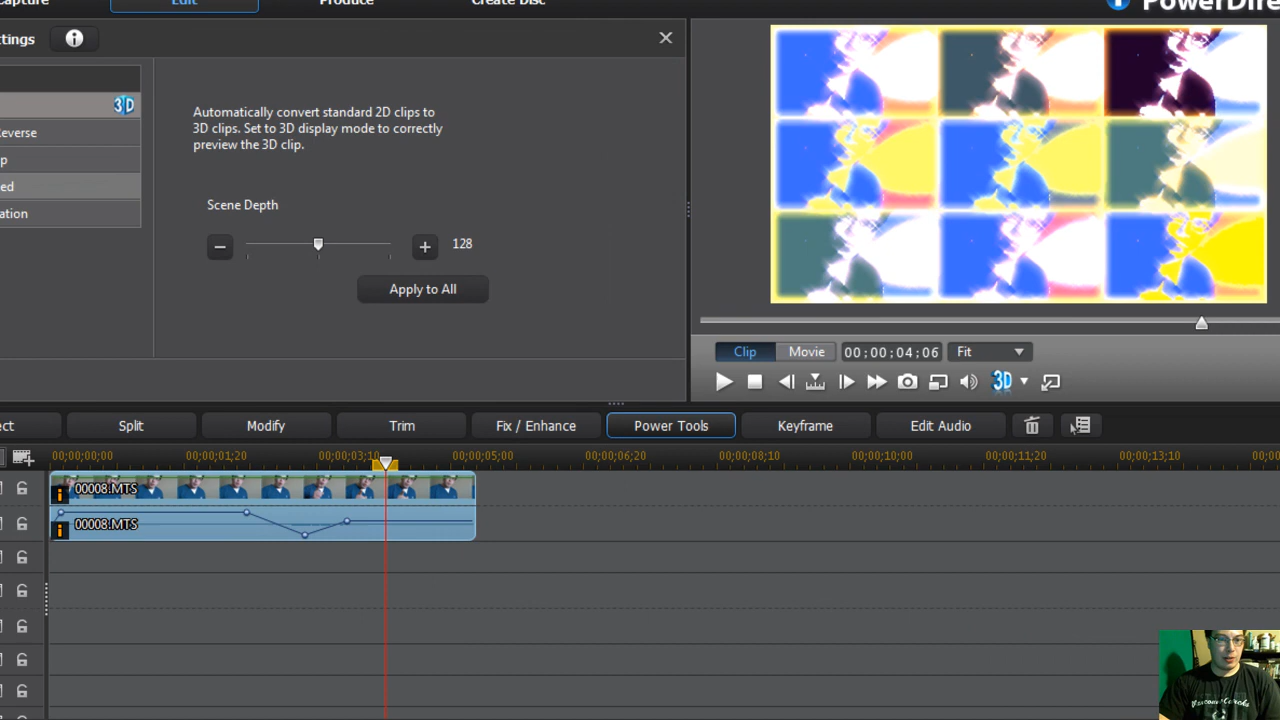 Capture Edit Produce Create Disc
PowerDire
ttings i
3D
Automatically convert standard 2D clips to
3D clips. Set to 3D display mode to correctly
preview the 3D clip.
everse
p
ed
ation
Scene Depth
128
Apply to All
Clip Movie 00;00;04;06 Fit
3D
ect Split Modify Trim Fix / Enhance Power Tools Keyframe Edit Audio
00;00;00;00 00;00;01;20 00;00;03;10 00;00;05;00 00;00;06;20 00;00;08;10 00;00;10;00 00;00;11;20 00;00;13;10 00;00
i 00008.MTS
i 00008.MTS